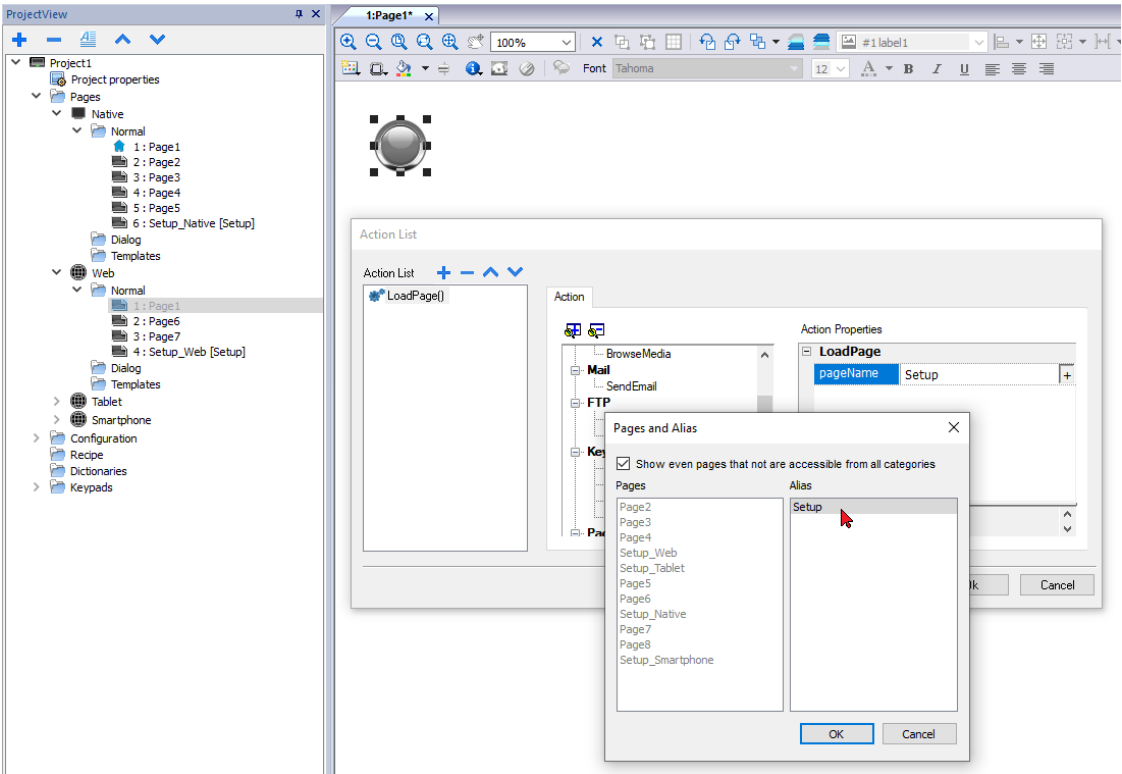 ProjectView
Project1
Project properties
Pages
Native
Normal
1 : Page1
2 : Page2
3 : Page3
4 : Page4
5 : Page5
6 : Setup_Native [Setup]
Dialog
Templates
Web
Normal
1 : Page1
2 : Page6
3 : Page7
4 : Setup_Web [Setup]
Dialog
Templates
Tablet
Smartphone
Configuration
Recipe
Dictionaries
Keypads
1:Page1*
100%
#1 label1
Font
Tahoma
12
B
I
U
Action List
Action List
LoadPage()
Action
BrowseMedia
Mail
SendEmail
FTP
Key
Pa
Action Properties
LoadPage
pageName
Setup
Cancel
Pages and Alias
Show even pages that not are accessible from all categories
Pages
Page2
Page3
Page4
Setup_Web
Setup_Tablet
Page5
Page6
Setup_Native
Page7
Page8
Setup_Smartphone
Alias
Setup
OK
Cancel